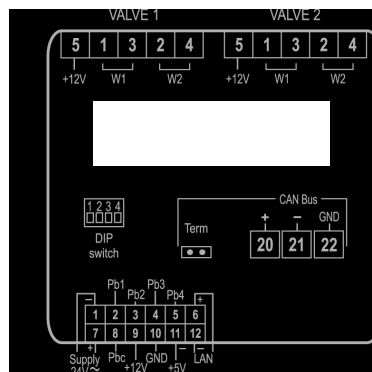 VALVE 1 VALVE 2
5 1 3 2 4 5 1 3 2 4
+12V W1 W2 +12V W1 W2
CAN Bus
1 2 3 4
Term + − GND
20 21 22
DIP
switch
Pb1 Pb3
Pb2 Pb4
− +
1 2 3 4 5 6
7 8 9 10 11 12
+ − −
Supply Pbc GND LAN
24V~ +12V +5V